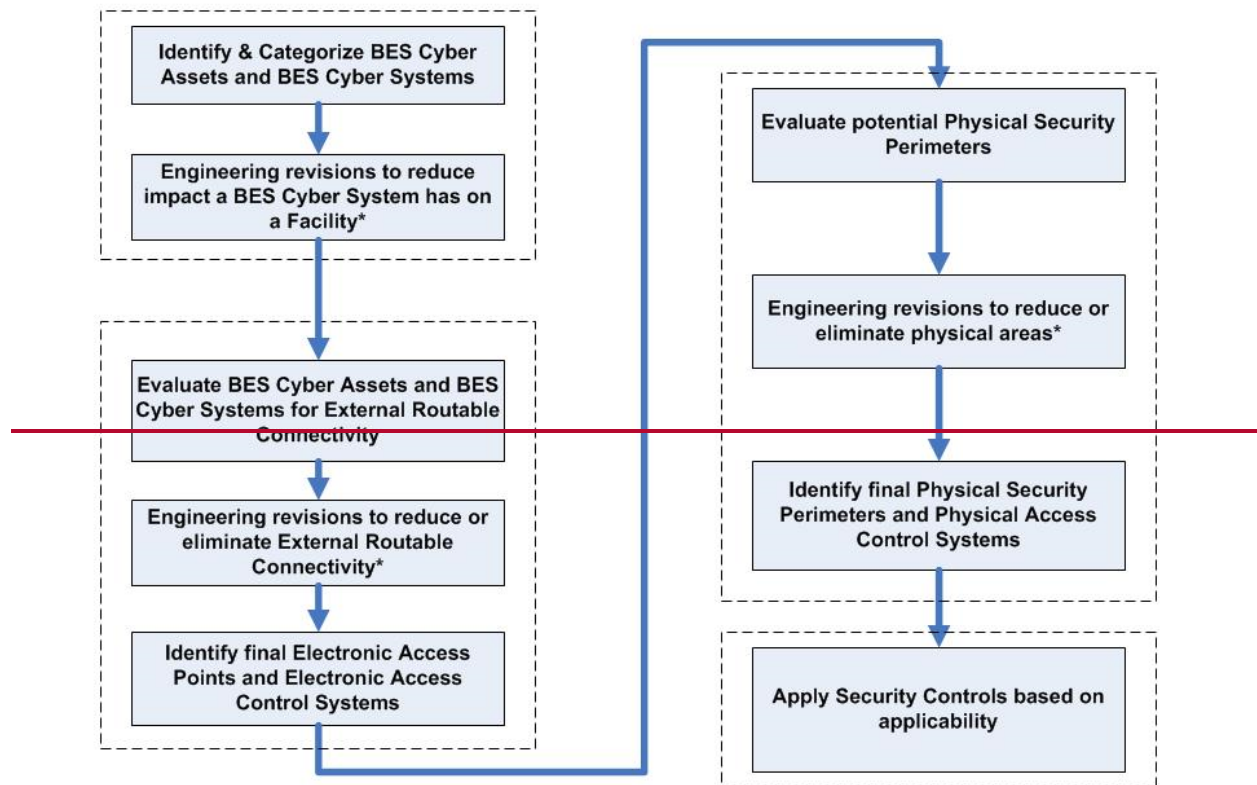 Identify & Categorize BES Cyber
Assets and BES Cyber Systems
Engineering revisions to reduce
impact a BES Cyber System has on
a Facility*
Evaluate BES Cyber Assets and BES
Cyber Systems for External Routable
Connectivity
Engineering revisions to reduce or
eliminate External Routable
Connectivity*
Identify final Electronic Access
Points and Electronic Access
Control Systems
Evaluate potential Physical Security
Perimeters
Engineering revisions to reduce or
eliminate physical areas*
Identify final Physical Security
Perimeters and Physical Access
Control Systems
Apply Security Controls based on
applicability